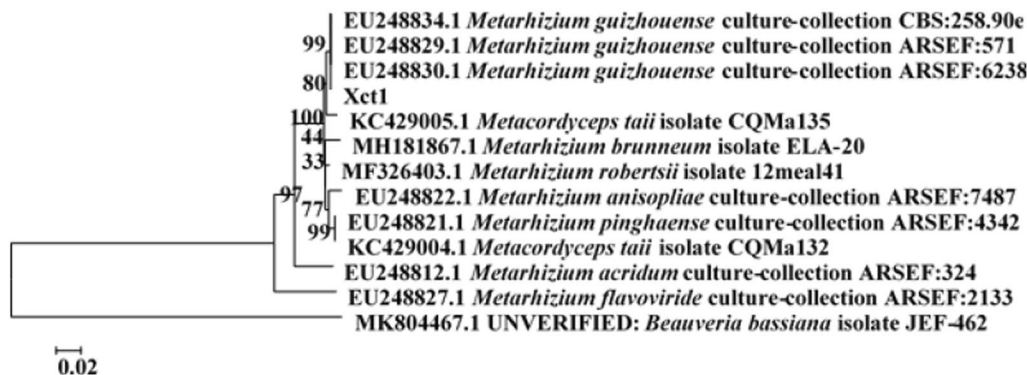 EU248834.1 Metarhizium guizhouense culture-collection CBS:258.90e
99
EU248829.1 Metarhizium guizhouense culture-collection ARSEF:571
EU248830.1 Metarhizium guizhouense culture-collection ARSEF:6238
80
Xct1
100
KC429005.1 Metacordyceps taii isolate CQMa135
44
MH181867.1 Metarhizium brunneum isolate ELA-20
33
MF326403.1 Metarhizium robertsii isolate 12meal41
97
EU248822.1 Metarhizium anisopliae culture-collection ARSEF:7487
77
EU248821.1 Metarhizium pinghaense culture-collection ARSEF:4342
99
KC429004.1 Metacordyceps taii isolate CQMa132
EU248812.1 Metarhizium acridum culture-collection ARSEF:324
EU248827.1 Metarhizium flavoviride culture-collection ARSEF:2133
MK804467.1 UNVERIFIED: Beauveria bassiana isolate JEF-462
0.02